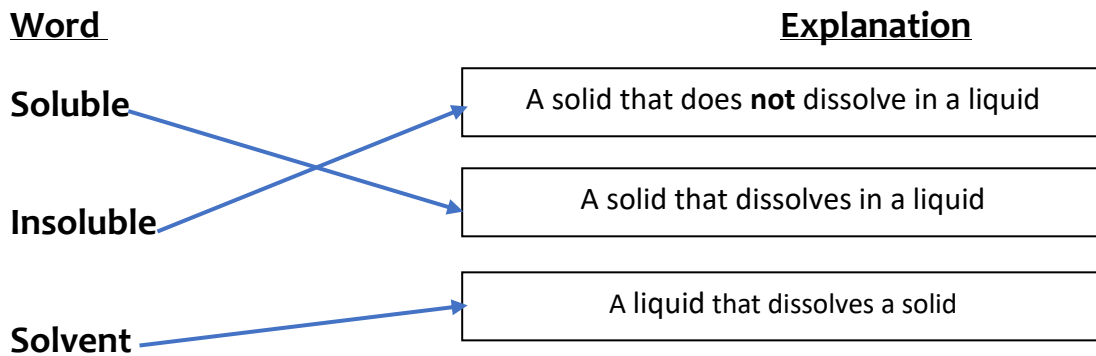 Word Explanation
Soluble A solid that does not dissolve in a liquid
A solid that dissolves in a liquid
Insoluble
A liquid that dissolves a solid
Solvent